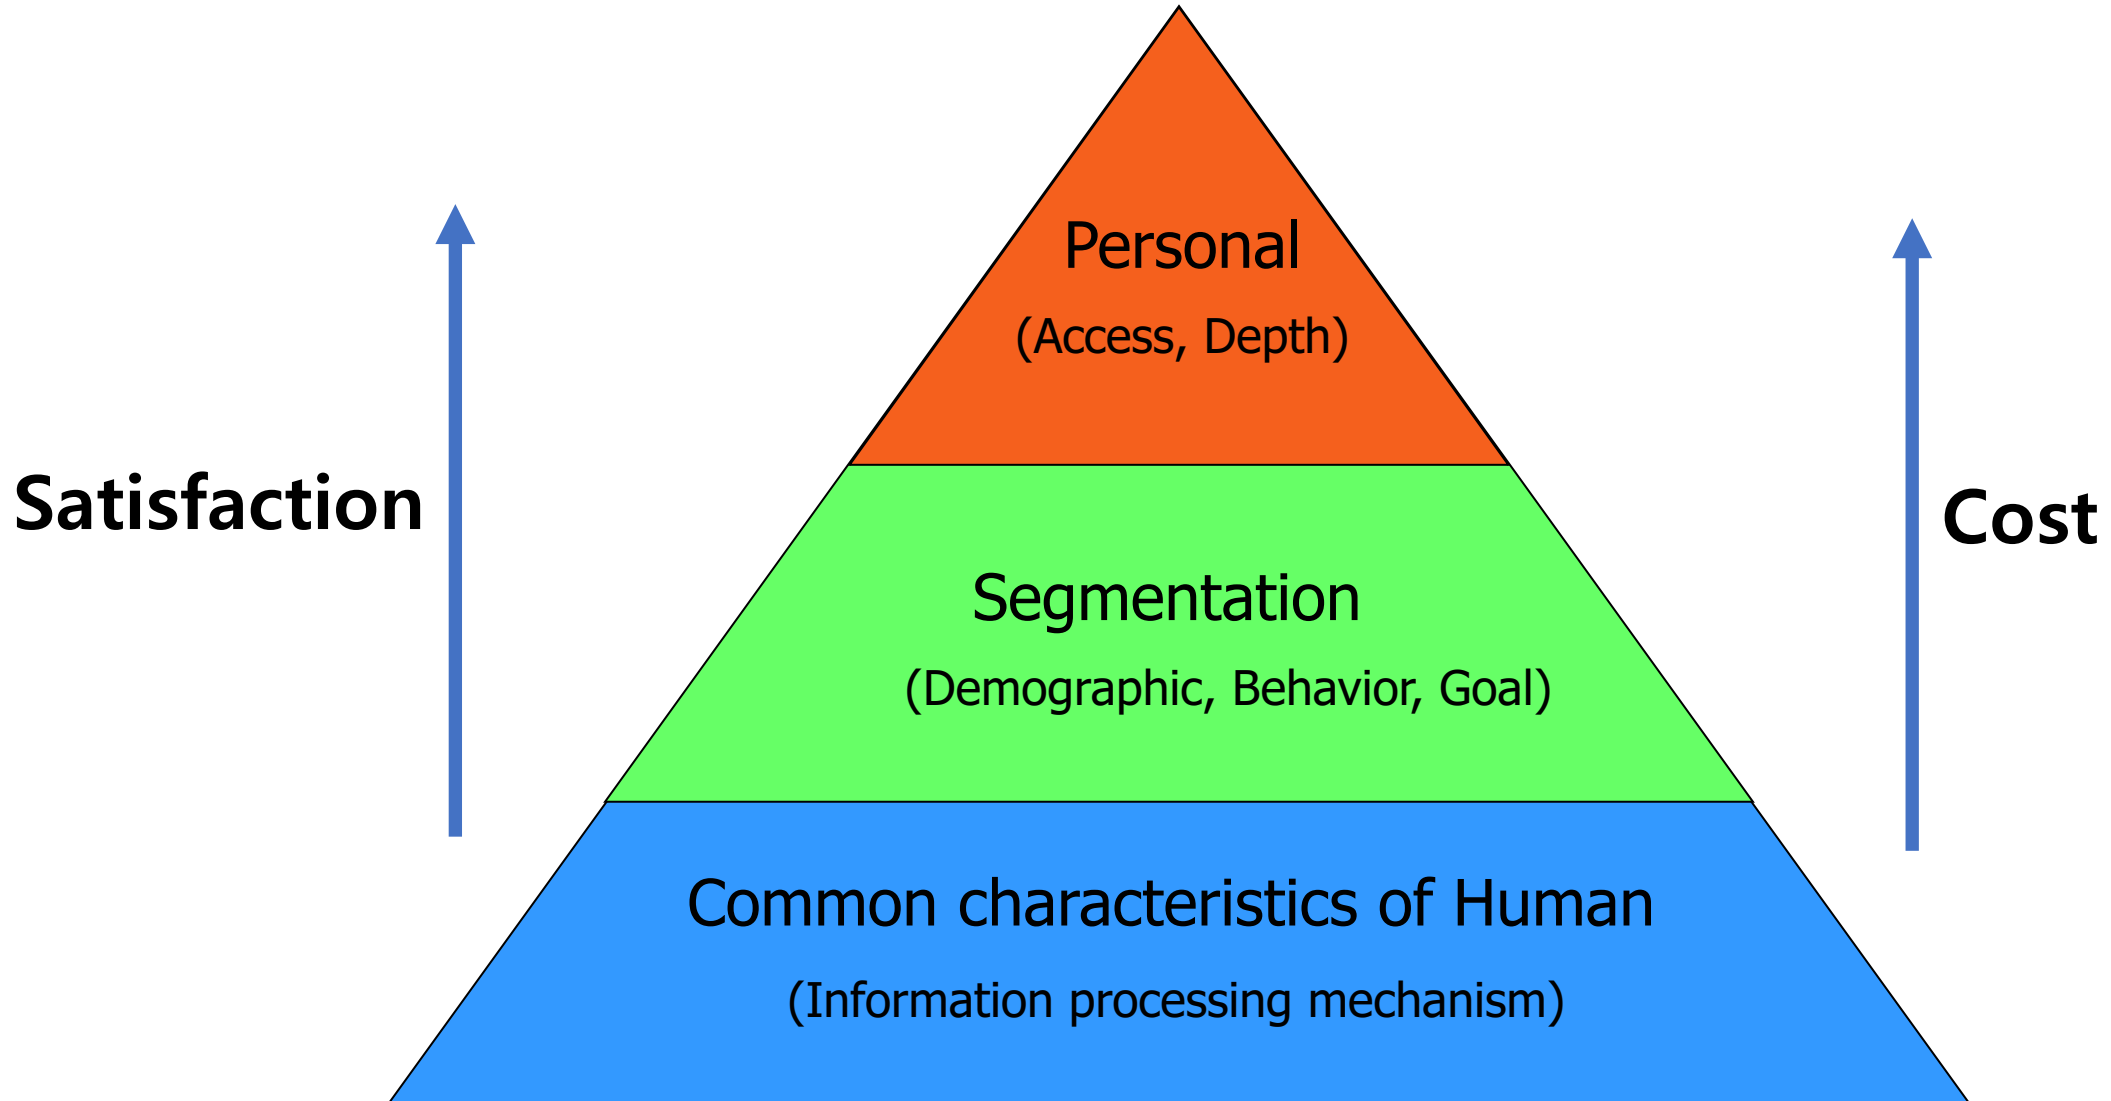 Personal
(Access, Depth)
Satisfaction
Cost
Segmentation
(Demographic, Behavior, Goal)
Common characteristics of Human
(Information processing mechanism)